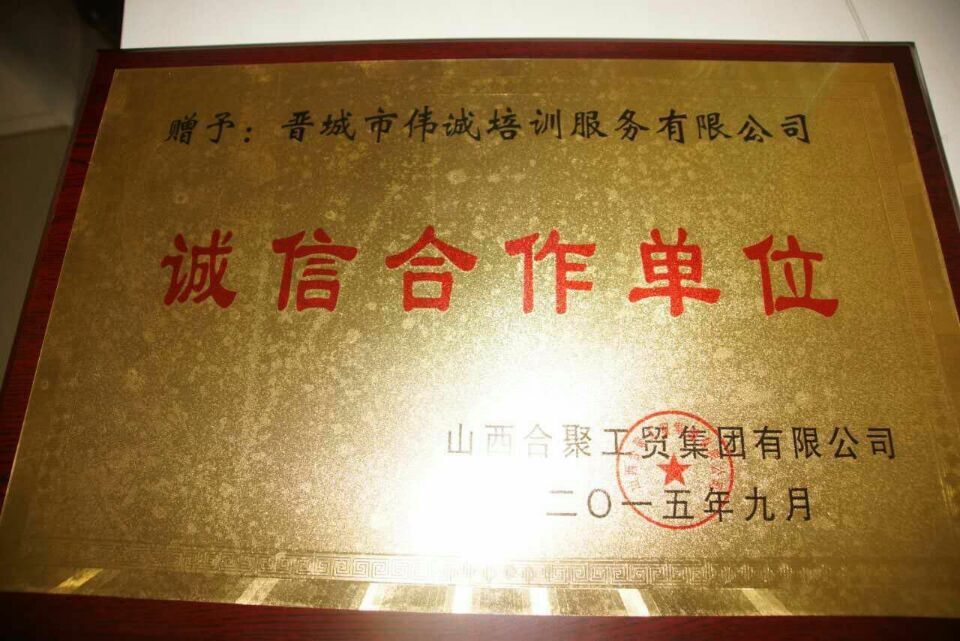 赠予：晋城市伟诚培训服务有限公司
诚信合作单位
山西合聚工贸集团有限公司
二〇一五年九月